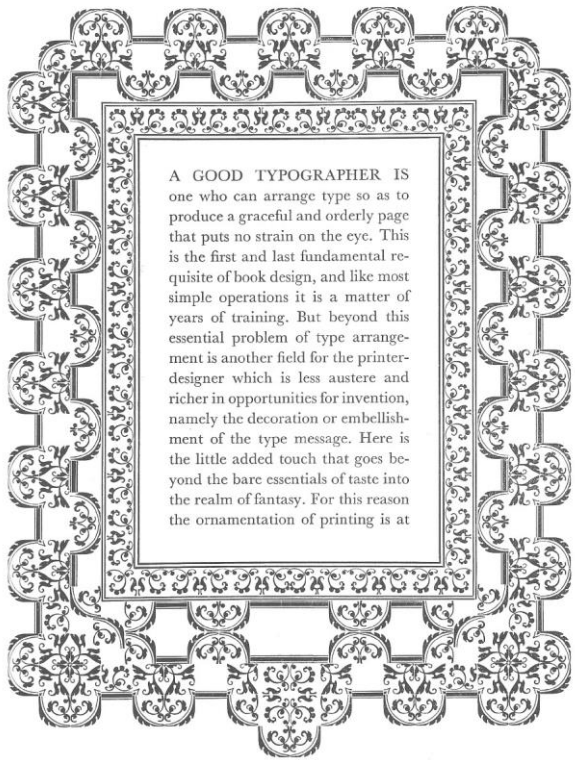 A GOOD TYPOGRAPHER IS
one who can arrange type so as to
produce a graceful and orderly page
that puts no strain on the eye. This
is the first and last fundamental re-
quisite of book design, and like most
simple operations it is a matter of
years of training. But beyond this
essential problem of type arrange-
ment is another field for the printer-
designer which is less austere and
richer in opportunities for invention,
namely the decoration or embellish-
ment of the type message. Here is
the little added touch that goes be-
yond the bare essentials of taste into
the realm of fantasy. For this reason
the ornamentation of printing is at